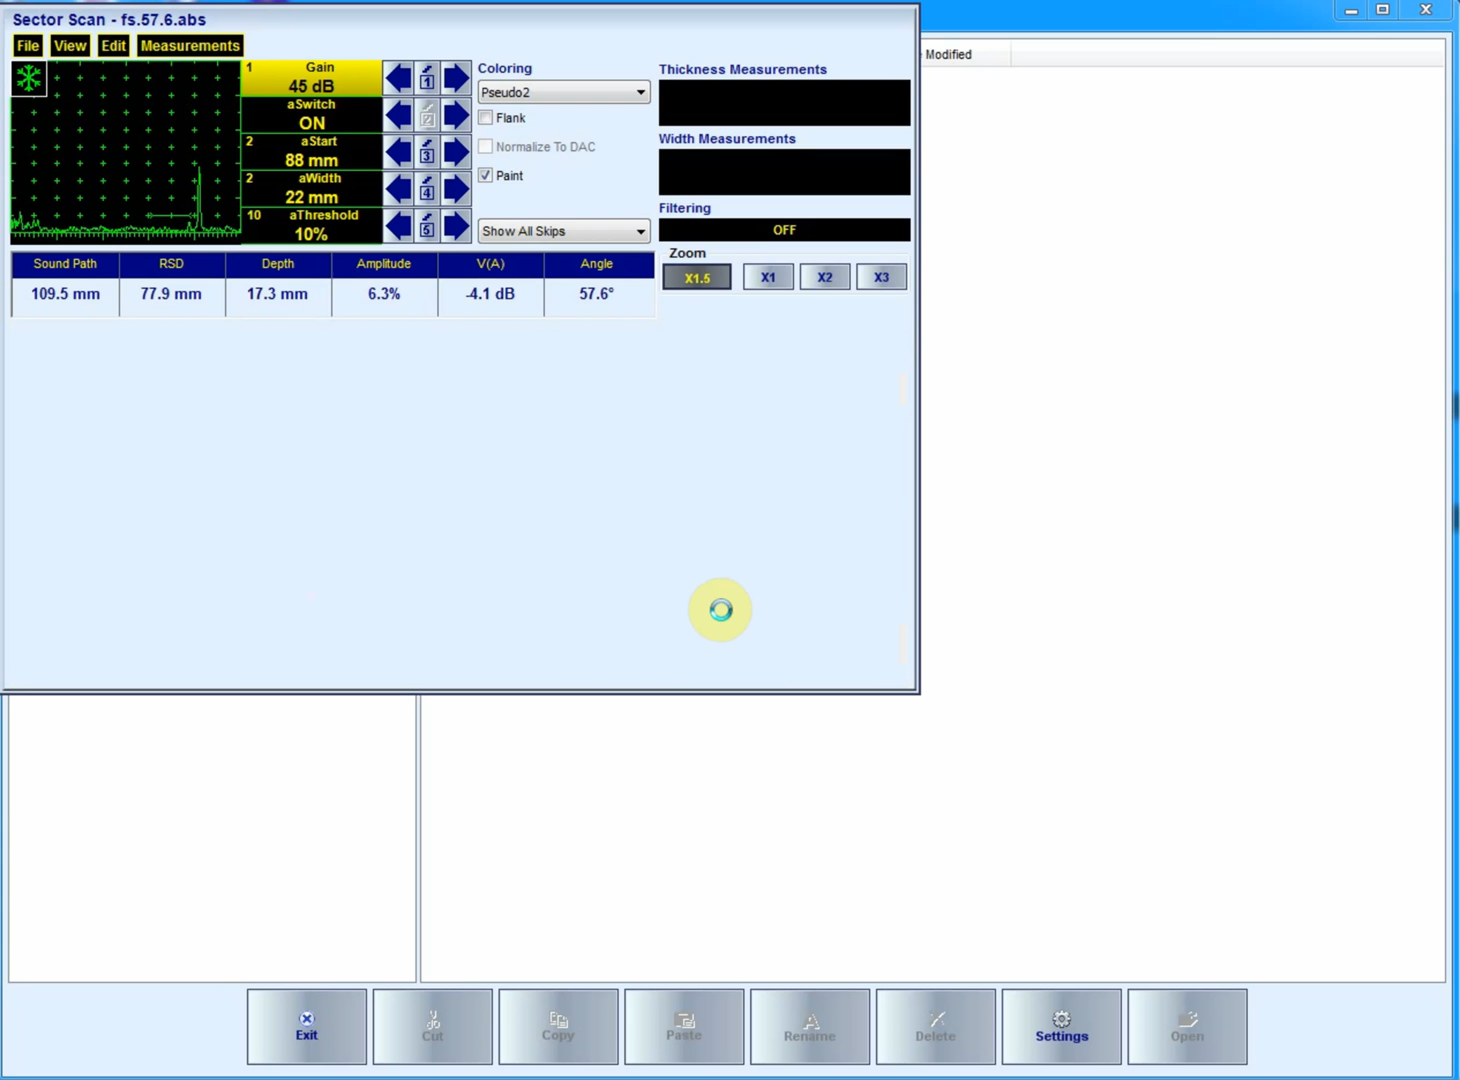 Sector Scan - fs.57.6.abs
File View Edit Measurements
Modified
1 Gain
45 dB
aSwitch
ON
2 aStart
88 mm
2 aWidth
22 mm
10 aThreshold
10%
1
2
3
4
5
Coloring
Pseudo2
Flank
Normalize To DAC
Paint
Show All Skips
Thickness Measurements
Width Measurements
Filtering
OFF
Zoom
X1.5 X1 X2 X3
Sound Path RSD Depth Amplitude V(A) Angle
109.5 mm 77.9 mm 17.3 mm 6.3% -4.1 dB 57.6°
Exit Cut Copy Paste Rename Delete Settings Open